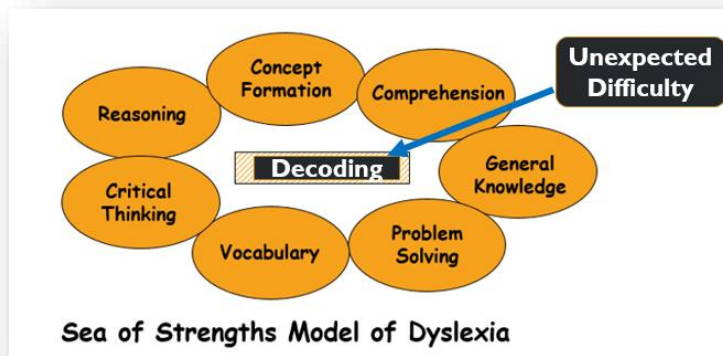 Unexpected
Difficulty
Concept
Formation
Comprehension
Reasoning
Decoding
General
Knowledge
Critical
Thinking
Vocabulary
Problem
Solving
Sea of Strengths Model of Dyslexia